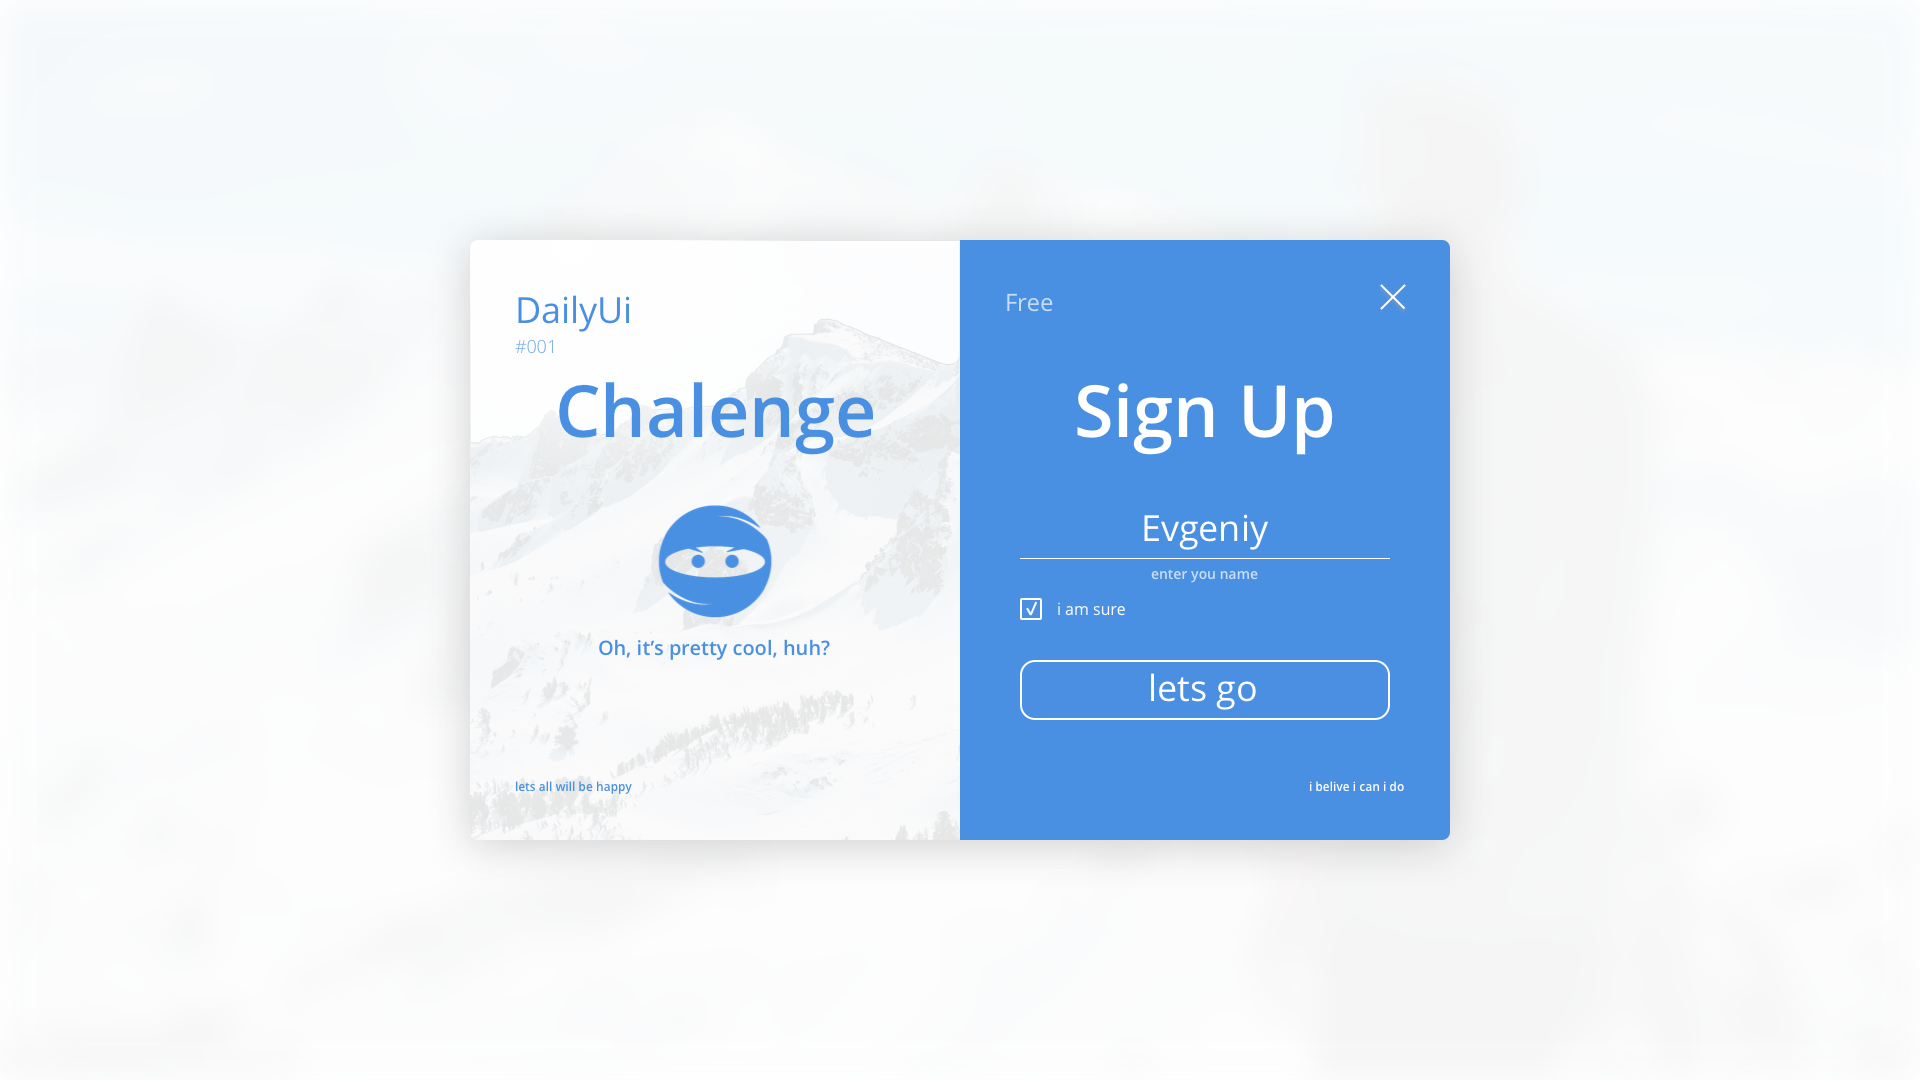 DailyUi
#001
Chalenge
Oh, it’s pretty cool, huh?
lets all will be happy
Free
Sign Up
Evgeniy
enter you name
i am sure
lets go
i belive i can i do